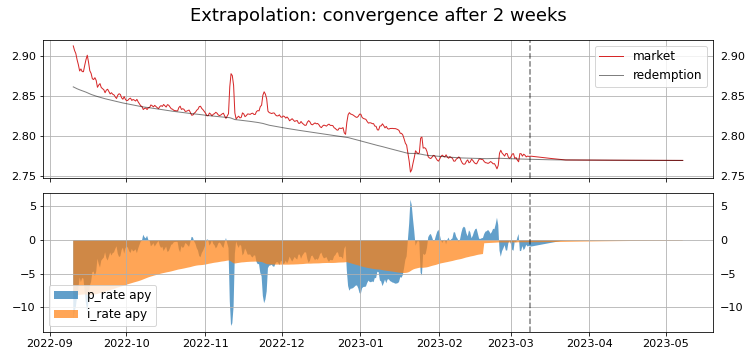 Extrapolation: convergence after 2 weeks
2.90
2.85
2.80
2.75
market
redemption
2.90
2.85
2.80
2.75
5
0
−5
−10
p_rate apy
i_rate apy
5
0
−5
−10
2022-09 2022-10 2022-11 2022-12 2023-01 2023-02 2023-03 2023-04 2023-05